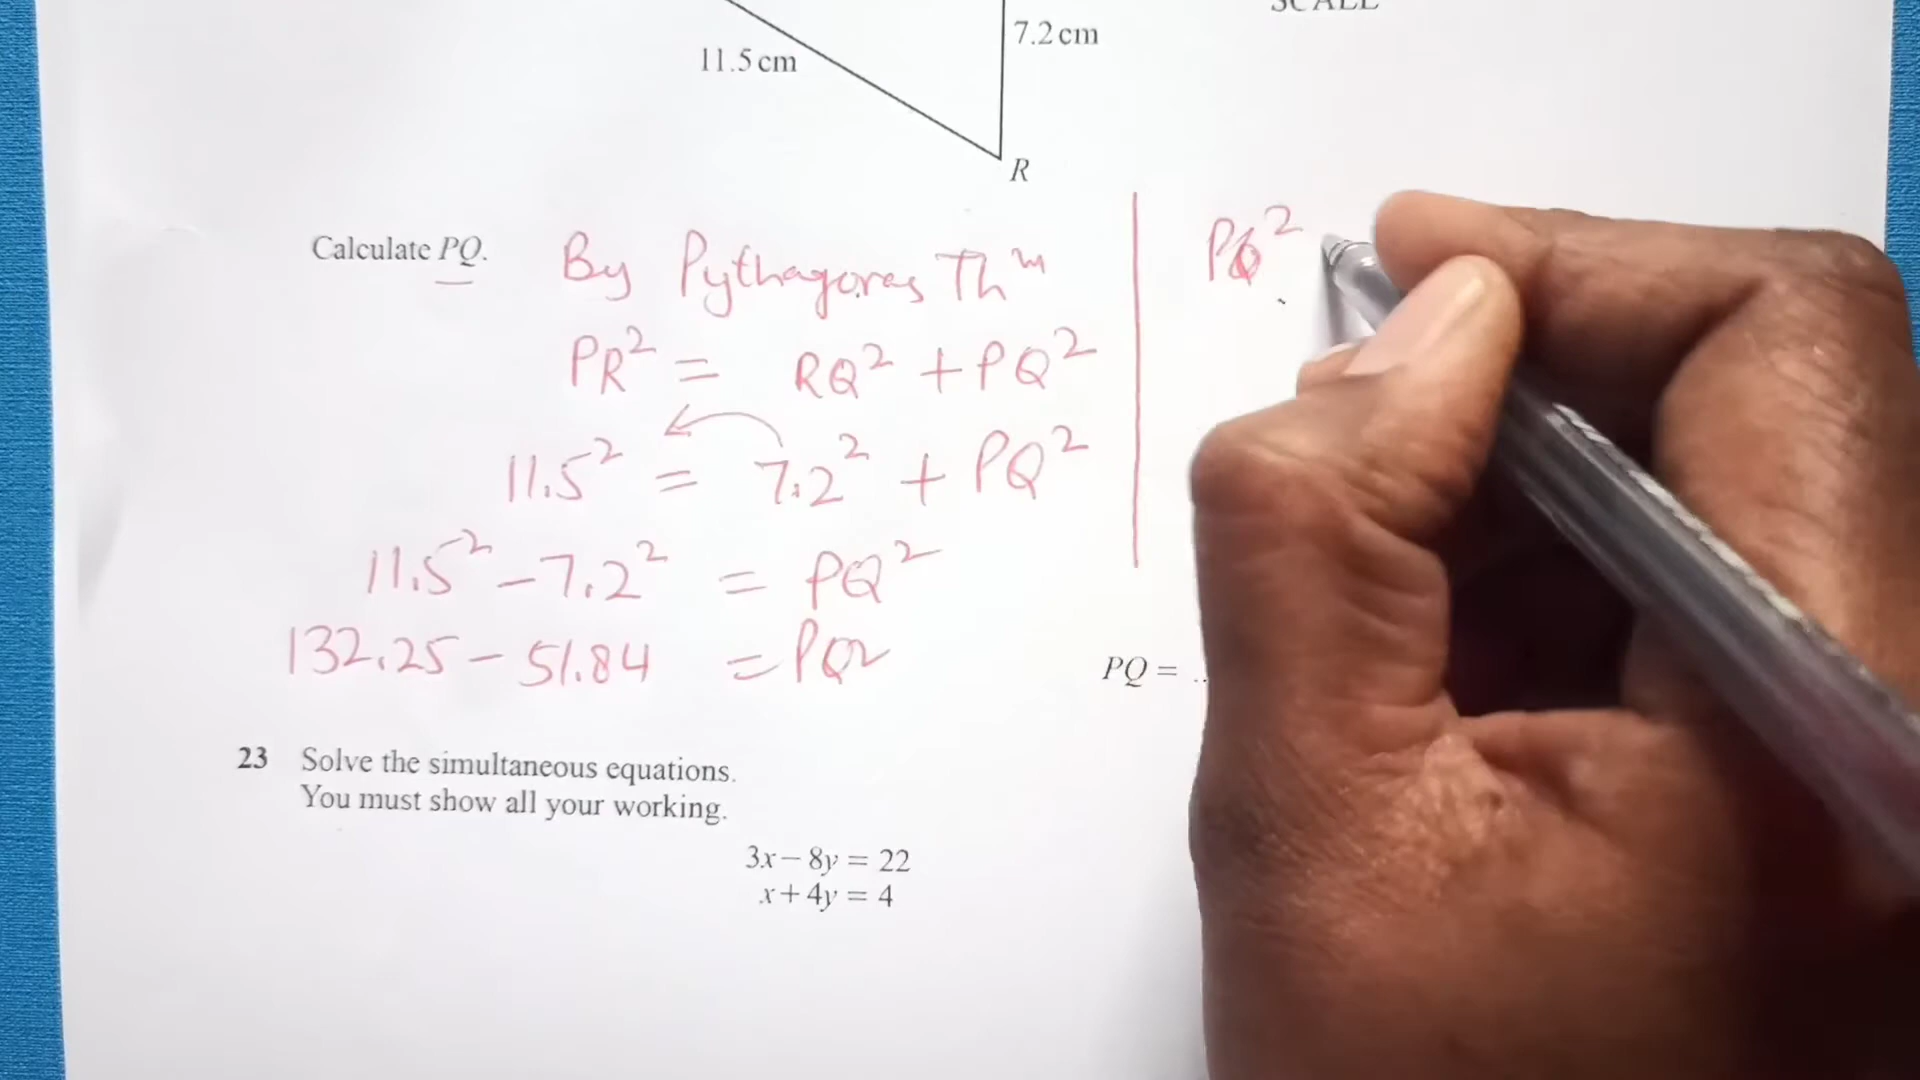 SCALE
7.2 cm
11.5 cm
R
Calculate PQ.
By Pythagoras Thm
PR² = RQ² + PQ²
11.5² = 7.2² + PQ²
11.5² - 7.2² = PQ²
132.25 - 51.84 = PQ2
PQ²
PQ = ..
23 Solve the simultaneous equations.
You must show all your working.
3x - 8y = 22
x + 4y = 4